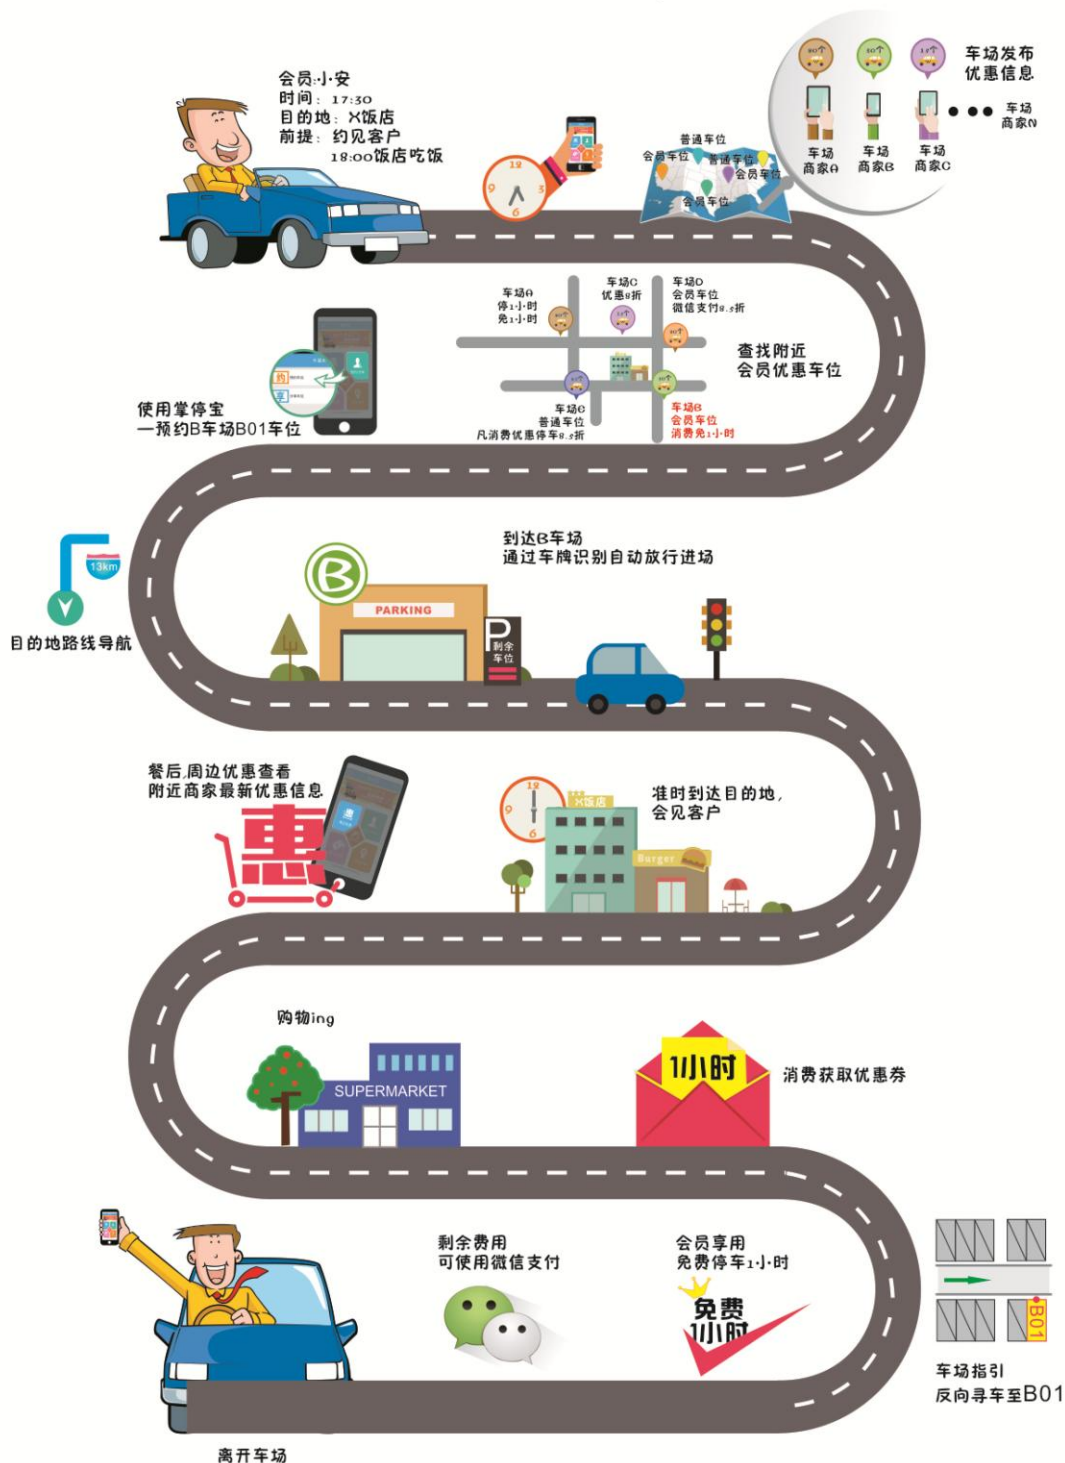 会员:小安
时间：17:30
目的地：X饭店
前提：约见客户
18:00饭店吃饭
车场发布
优惠信息
车场
商家A
车场
商家B
车场
商家C
车场
商家N
普通车位
会员车位
普通车位
会员车位
会员车位
12
3
6
9
车场A
停1小时
免1小时
车场C
优惠8折
车场D
会员车位
微信支付8.5折
查找附近
会员优惠车位
普通车位
凡消费优惠停车8.5折
车场B
会员车位
消费免1小时
约
享
使用掌停宝
一预约B车场B01车位
13km
目的地路线导航
到达B车场
通过车牌识别自动放行进场
B
PARKING
P
剩余
车位
餐后,周边优惠查看
附近商家最新优惠信息
惠
惠
12
9
6
X饭店
Burger
准时到达目的地,
会见客户
购物ing
SUPERMARKET
1小时
消费获取优惠券
剩余费用
可使用微信支付
会员享用
免费停车1小时
免费
1小时
B01
车场指引
反向寻车至B01
离开车场